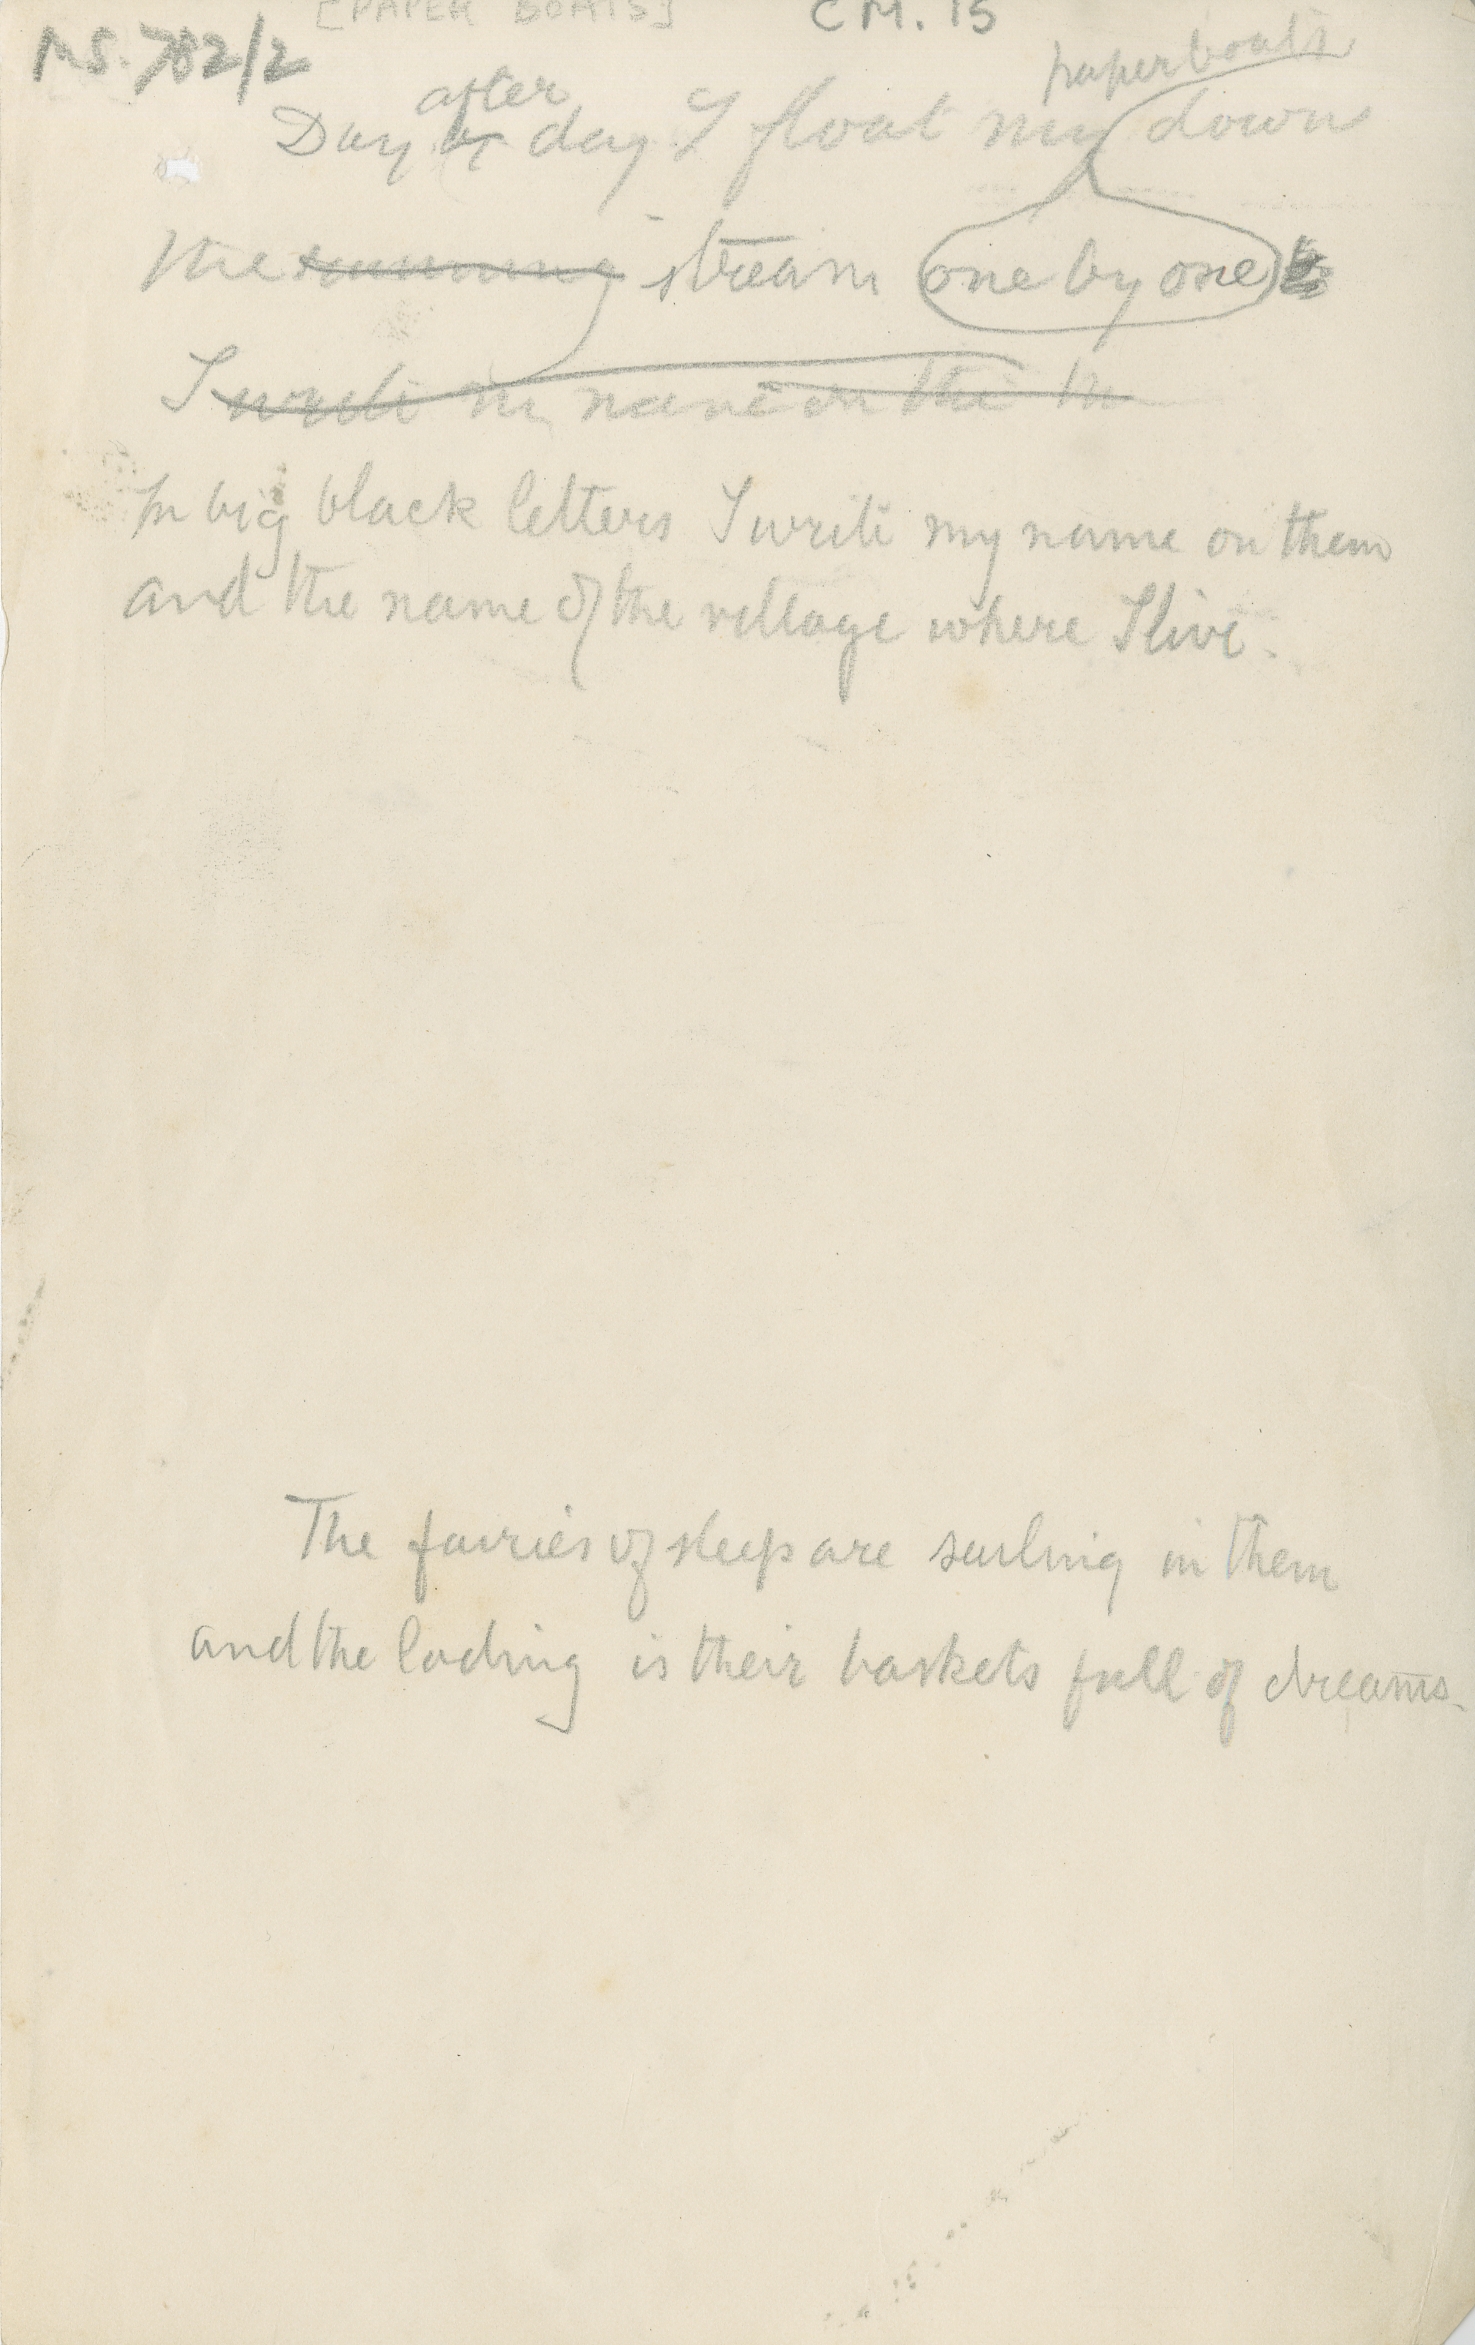 [PAPER BOATS] CM. 15
MS. 782/2
paper boats
after
Day by day I float my down
the running stream one by one
I write my name on the
In big black letters I write my name on them
and the name of the village where I live.
The fairies of sleep are sailing in them
and the lading is their baskets full of dreams.